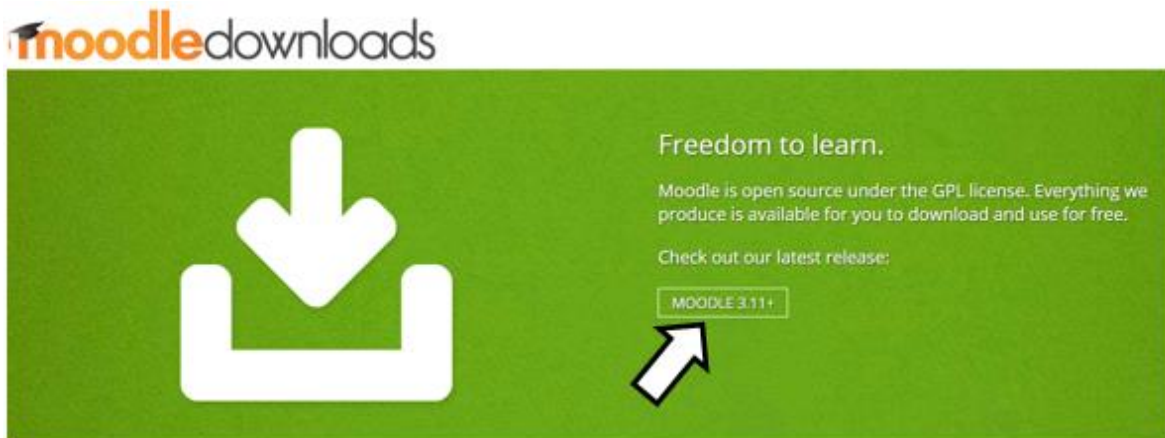 moodledownloads
Freedom to learn.
Moodle is open source under the GPL license. Everything we
produce is available for you to download and use for free.
Check out our latest release:
MOODLE 3.11+